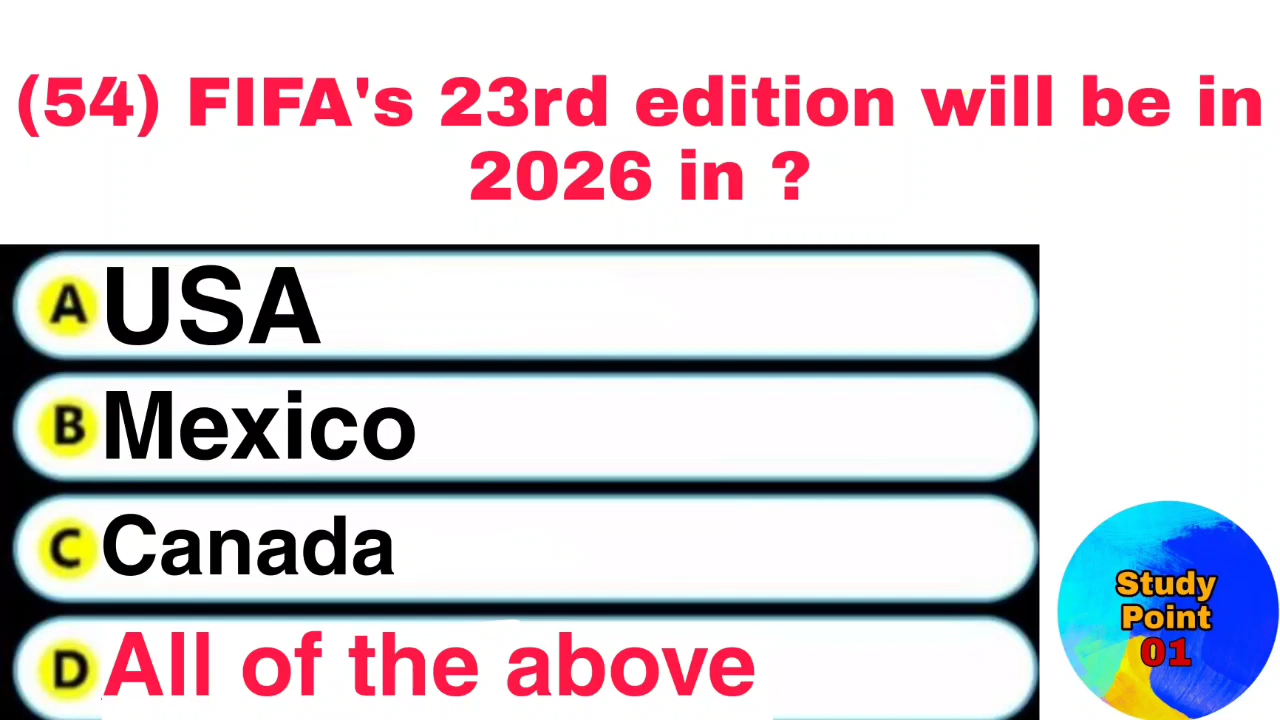 (54) FIFA's 23rd edition will be in
2026 in ?
A USA
B Mexico
C Canada
D All of the above
Study
Point
01